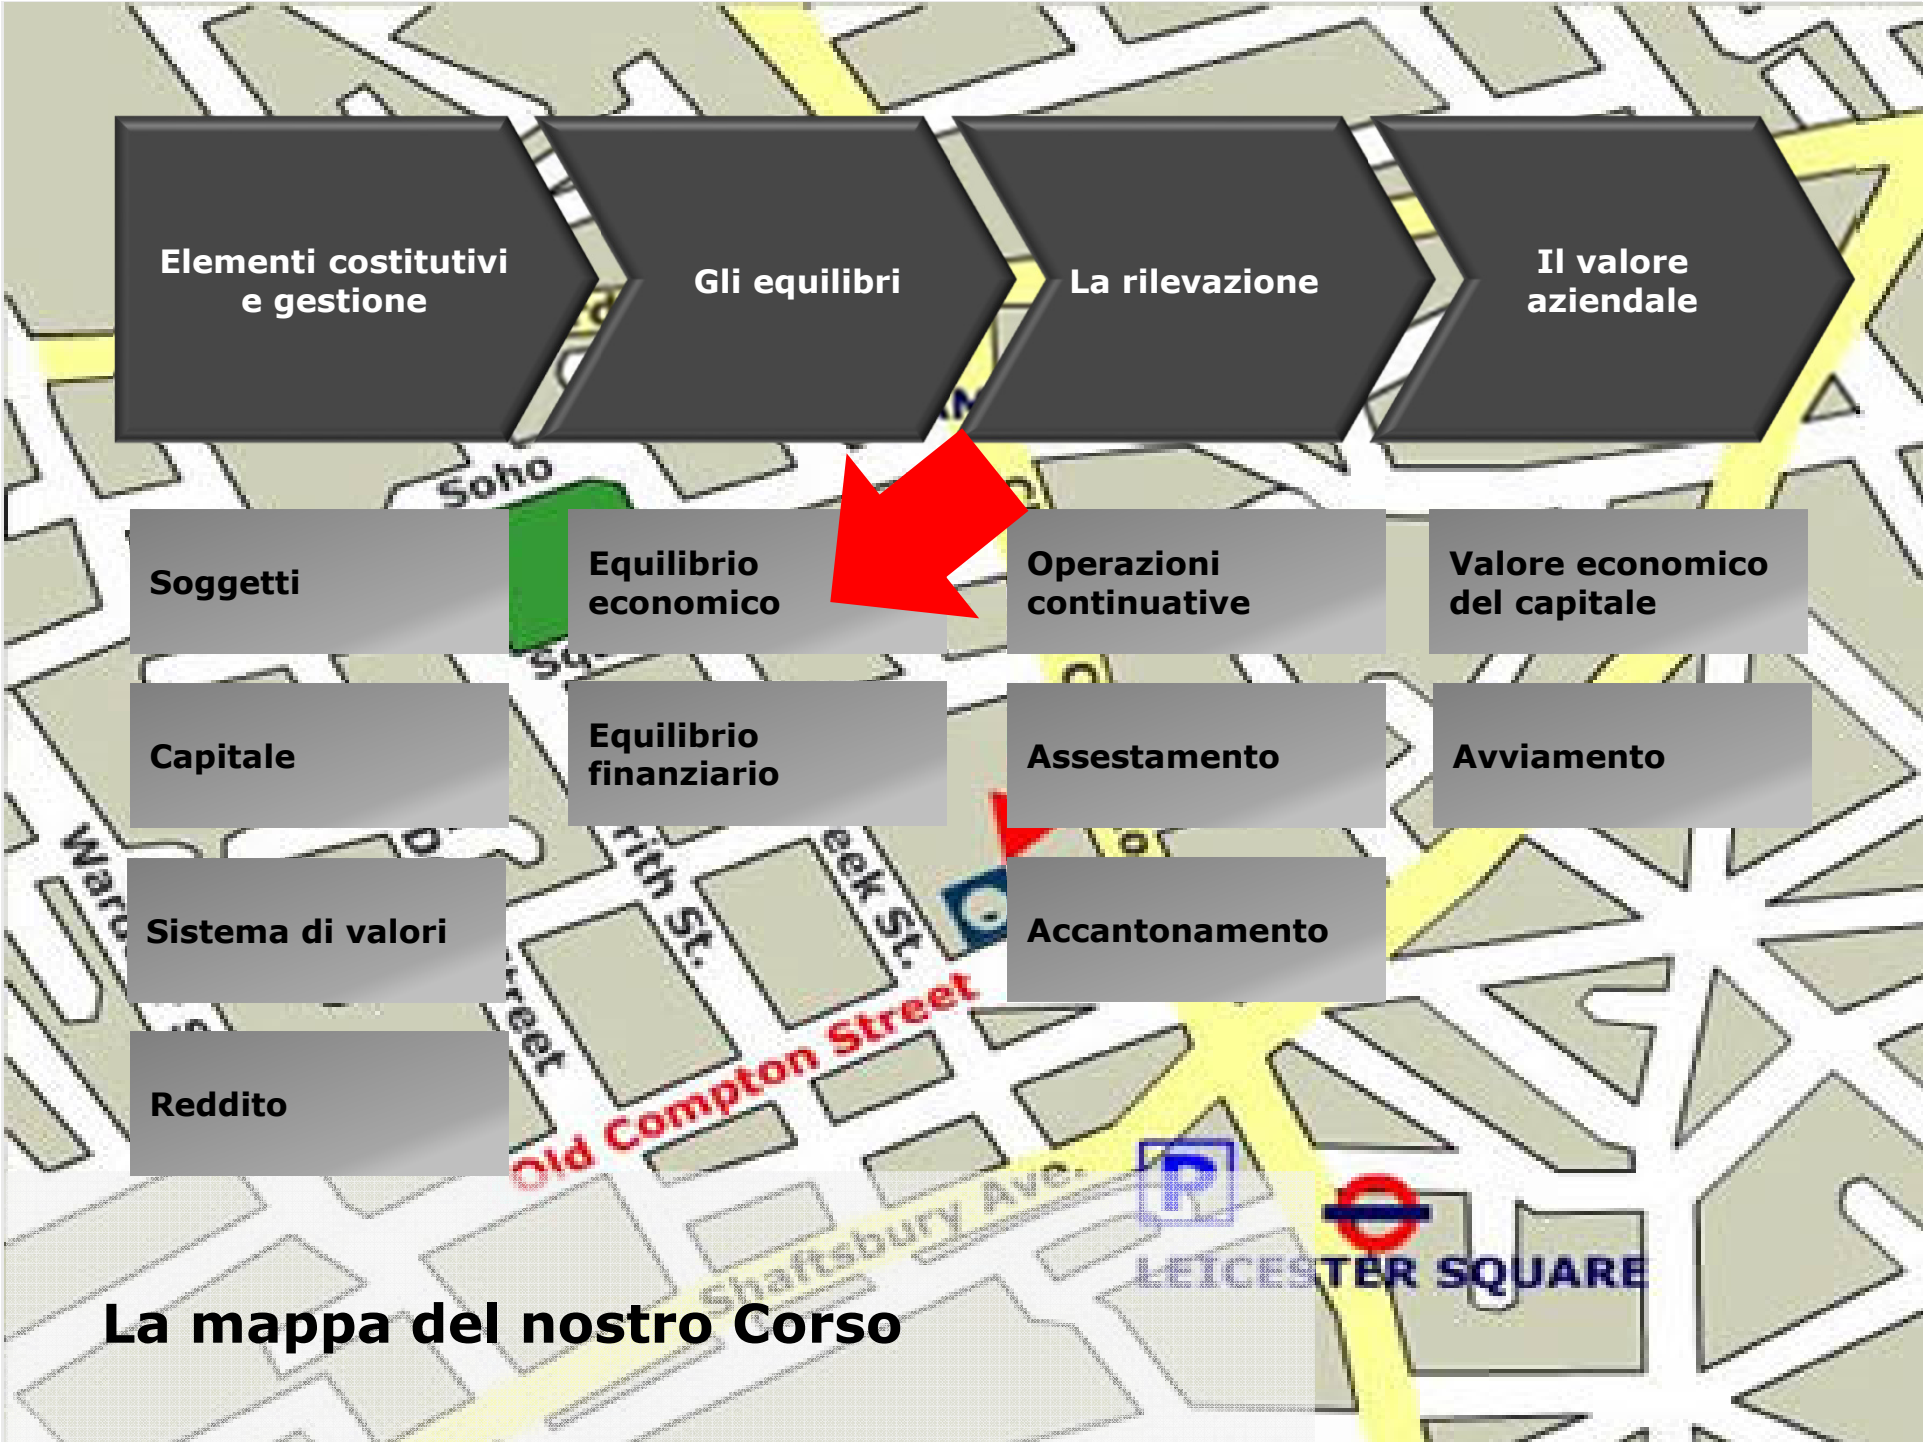 Elementi costitutivi
e gestione
Gli equilibri
La rilevazione
Il valore
aziendale
Soho
Soggetti
Equilibrio
economico
Operazioni
continuative
Valore economico
del capitale
Capitale
Equilibrio
finanziario
Assestamento
Avviamento
Sistema di valori
Accantonamento
Reddito
Old Compton Street
Shaftesbury Ave.
P
LEICESTER SQUARE
La mappa del nostro Corso